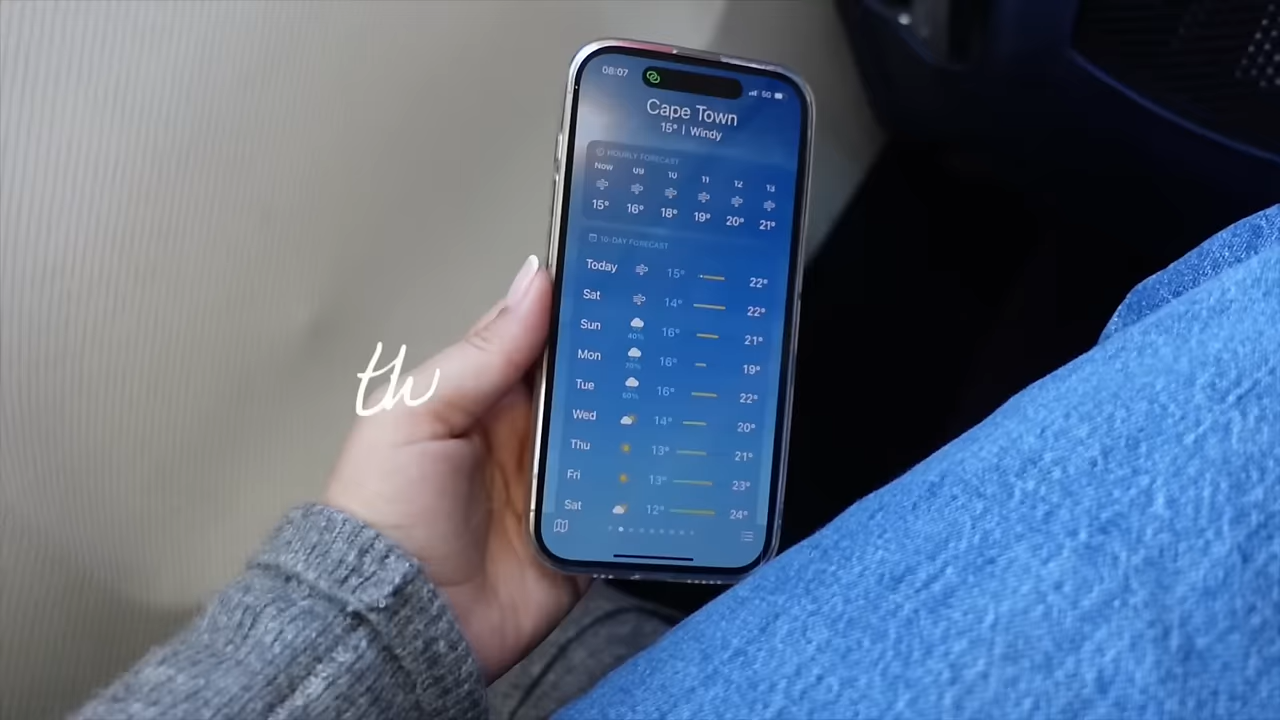 08:07 5G
Cape Town
15° | Windy
HOURLY FORECAST
Now 09 10 11 12 13
15° 16° 18° 19° 20° 21°
10-DAY FORECAST
Today 15° 22°
Sat 14° 22°
Sun 40% 16° 21°
Mon 70% 16° 19°
Tue 60% 16° 22°
Wed 14° 20°
Thu 13° 21°
Fri 13° 23°
Sat 12° 24°
th